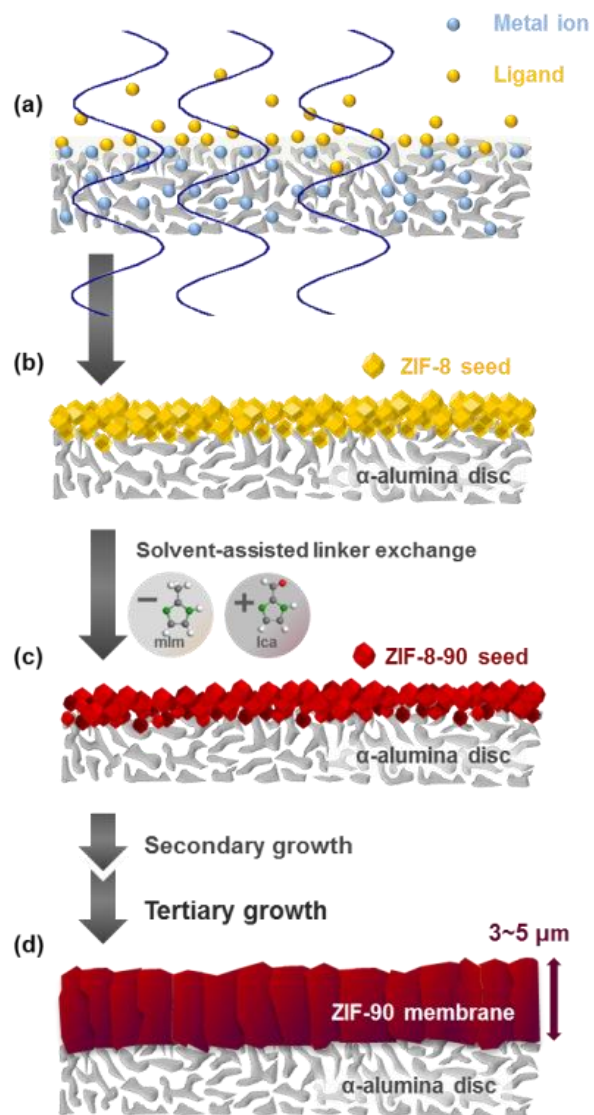 Metal ion
Ligand
(a)
(b)
ZIF-8 seed
α-alumina disc
Solvent-assisted linker exchange
− +
mIm Ica
(c)
ZIF-8-90 seed
α-alumina disc
Secondary growth
Tertiary growth
(d)
3~5 μm
ZIF-90 membrane
α-alumina disc